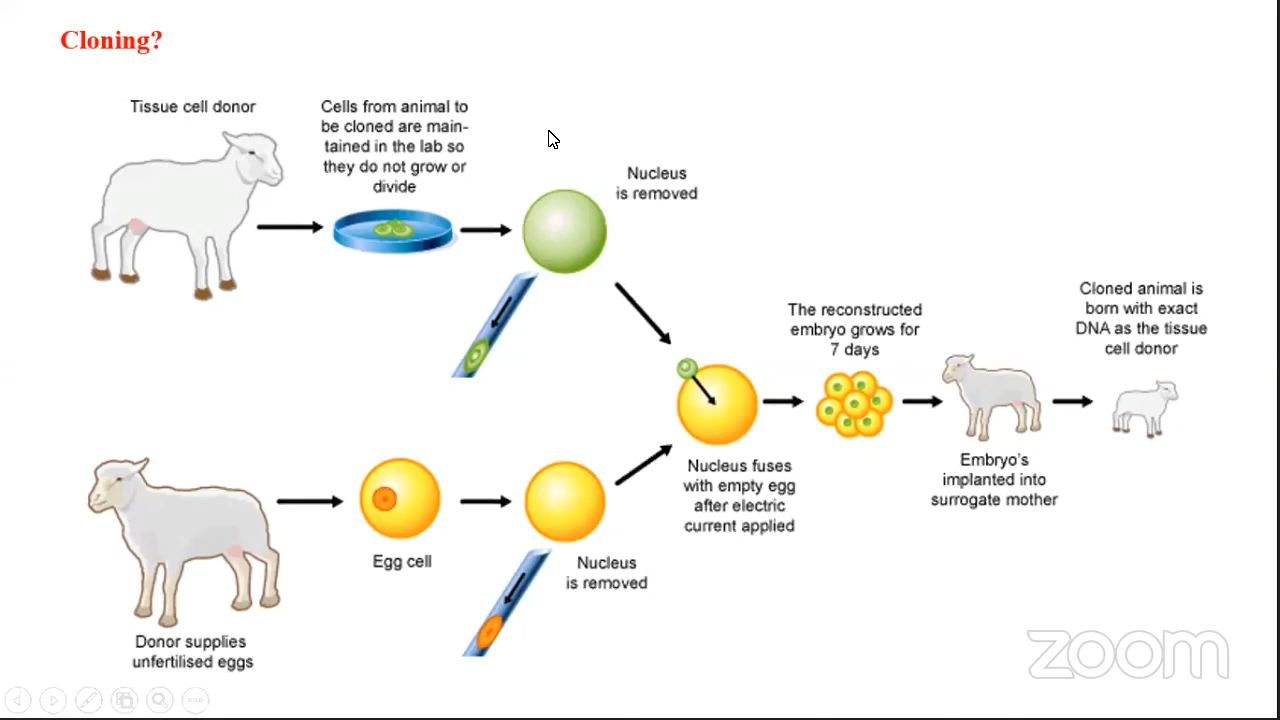 Cloning?
Tissue cell donor
Cells from animal to
be cloned are main-
tained in the lab so
they do not grow or
divide
Nucleus
is removed
Donor supplies
unfertilised eggs
Egg cell
Nucleus
is removed
Nucleus fuses
with empty egg
after electric
current applied
The reconstructed
embryo grows for
7 days
Embryo's
implanted into
surrogate mother
Cloned animal is
born with exact
DNA as the tissue
cell donor
zoom